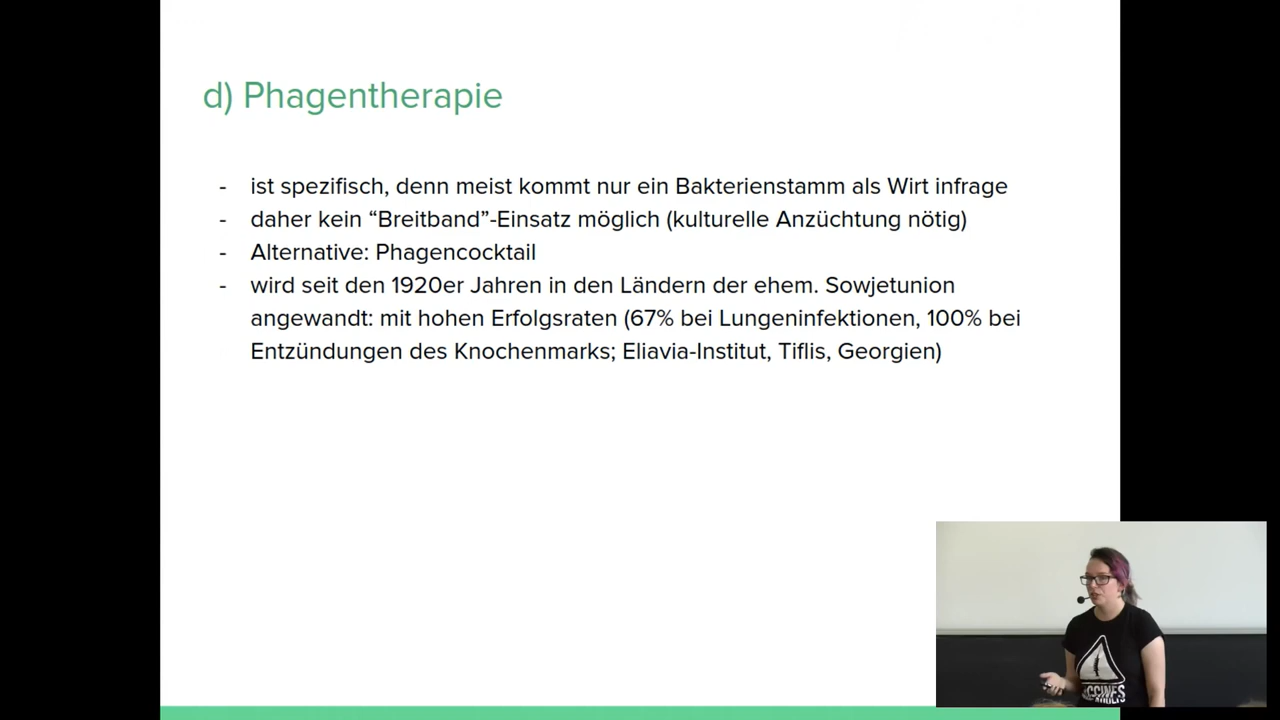 d) Phagentherapie
- ist spezifisch, denn meist kommt nur ein Bakterienstamm als Wirt infrage
- daher kein “Breitband”-Einsatz möglich (kulturelle Anzüchtung nötig)
- Alternative: Phagencocktail
- wird seit den 1920er Jahren in den Ländern der ehem. Sowjetunion
angewandt: mit hohen Erfolgsraten (67% bei Lungeninfektionen, 100% bei
Entzündungen des Knochenmarks; Eliavia-Institut, Tiflis, Georgien)